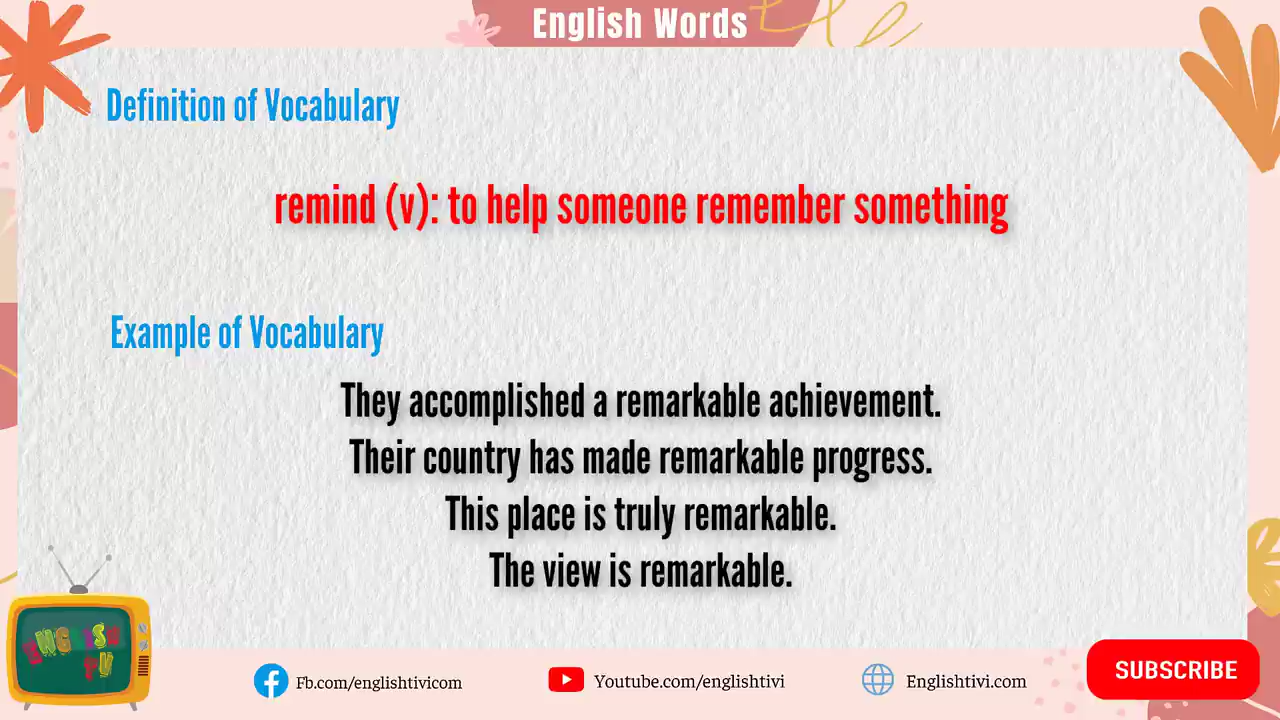 English Words
Definition of Vocabulary
remind (v): to help someone remember something
Example of Vocabulary
They accomplished a remarkable achievement.
Their country has made remarkable progress.
This place is truly remarkable.
The view is remarkable.
ENGLISH
TV
Fb.com/englishtivicom
Youtube.com/englishtivi
Englishtivi.com
SUBSCRIBE